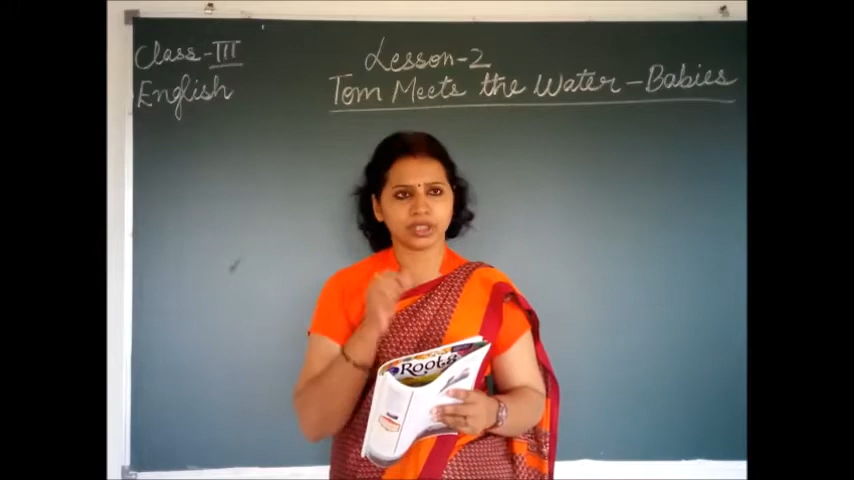 Class - III
English
Lesson - 2
Tom Meets the Water - Babies
Roots